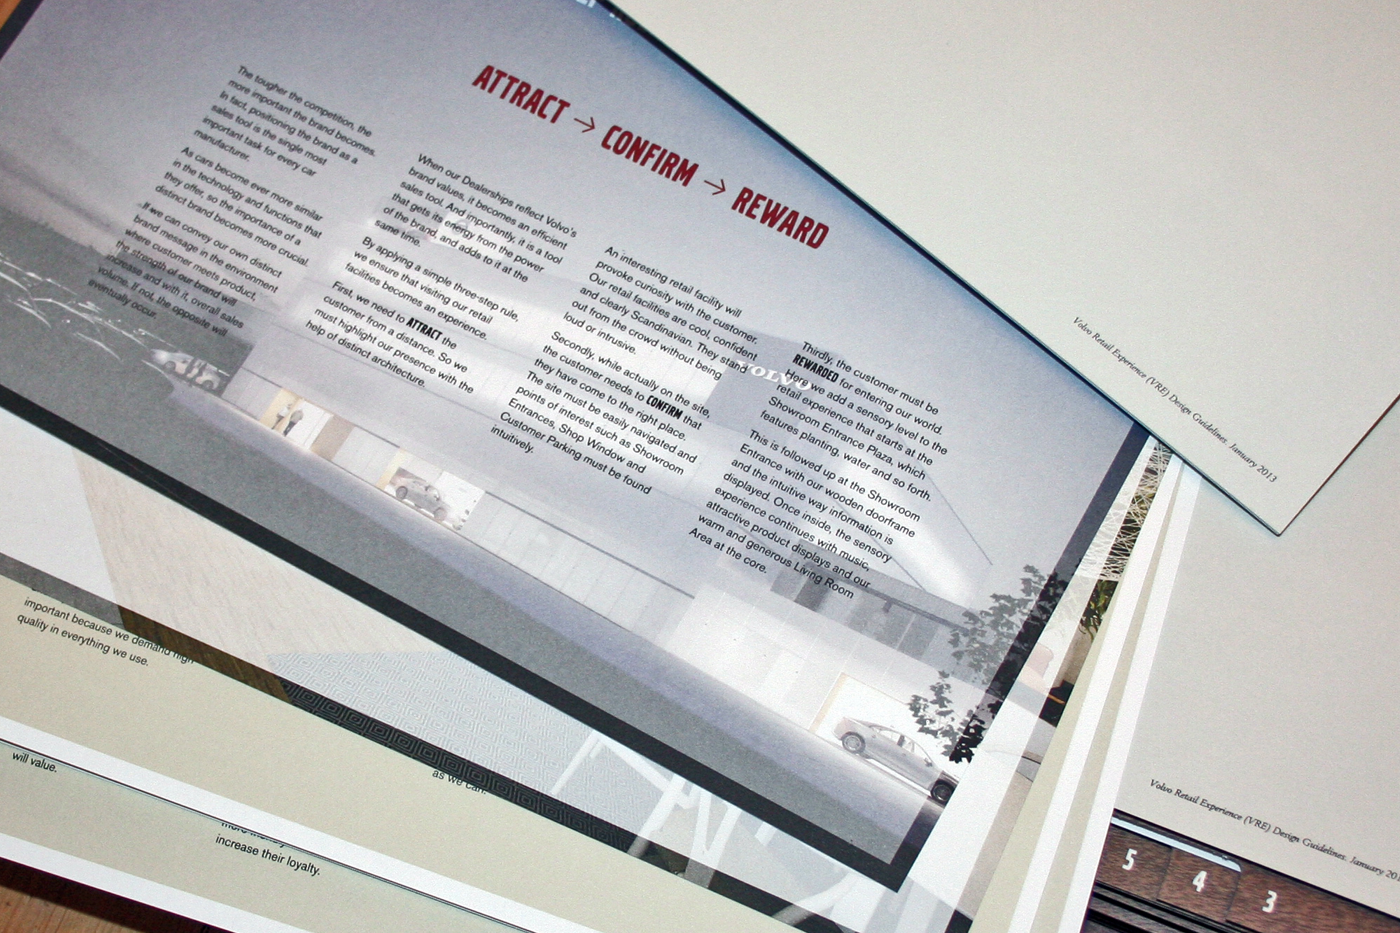 ATTRACT → CONFIRM → REWARD
The tougher the competition, the
more important the brand becomes.
In fact, positioning the brand as a
sales tool is the single most
important task for every car
manufacturer.
As cars become ever more similar
in the technology and functions that
they offer, so the importance of a
distinct brand becomes more crucial.
If we can convey our own distinct
brand message in the environment
where customer meets product,
the strength of our brand will
increase and with it, overall sales
volume. If not, the opposite will
eventually occur.
When our Dealerships reflect Volvo's
brand values, it becomes an efficient
sales tool. And importantly, it is a tool
that gets its energy from the power
of the brand, and adds to it at the
same time.
By applying a simple three-step rule,
we ensure that visiting our retail
facilities becomes an experience.
First, we need to ATTRACT the
customer from a distance. So we
must highlight our presence with the
help of distinct architecture.
An interesting retail facility will
provoke curiosity with the customer.
Our retail facilities are cool, confident
and clearly Scandinavian. They stand
out from the crowd without being
loud or intrusive.
Secondly, while actually on the site,
the customer needs to CONFIRM that
they have come to the right place.
The site must be easily navigated and
points of interest such as Showroom
Entrances, Shop Window and
Customer Parking must be found
intuitively.
Thirdly, the customer must be
REWARDED for entering our world.
Here we add a sensory level to the
retail experience that starts at the
Showroom Entrance Plaza, which
features planting, water and so forth.
This is followed up at the Showroom
Entrance with our wooden doorframe
and the intuitive way information is
displayed. Once inside, the sensory
experience continues with music,
attractive product displays and our
warm and generous Living Room
Area at the core.
VOLVO
Volvo Retail Experience (VRE) Design Guidelines. January 2013
Volvo Retail Experience (VRE) Design Guidelines. January 201
important because we demand high
quality in everything we use.
will value.
as we can.
increase their loyalty.
5 4 3